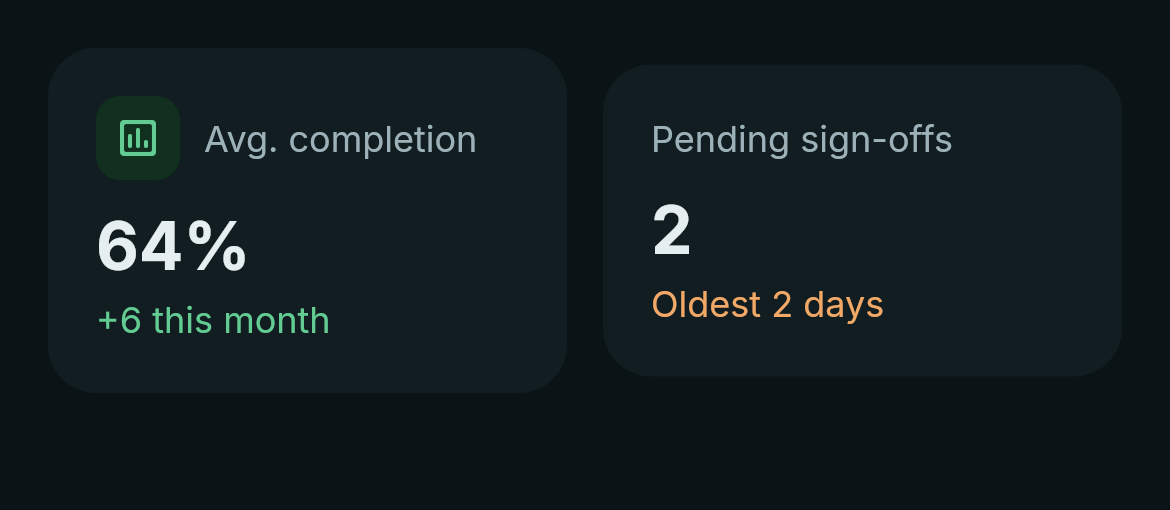 Avg. completion
64%
+6 this month
Pending sign-offs
2
Oldest 2 days